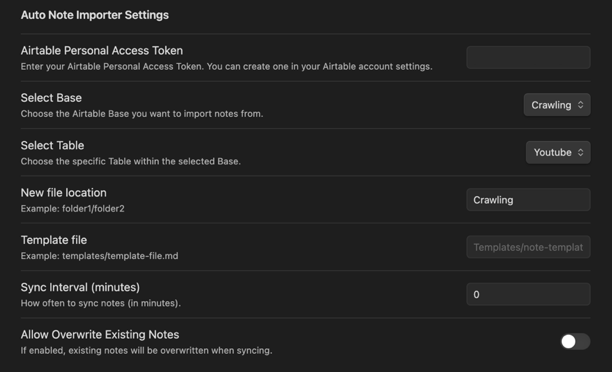 Auto Note Importer Settings
Airtable Personal Access Token
Enter your Airtable Personal Access Token. You can create one in your Airtable account settings.
Select Base
Choose the Airtable Base you want to import notes from.
Crawling
Select Table
Choose the specific Table within the selected Base.
Youtube
New file location
Example: folder1/folder2
Crawling
Template file
Example: templates/template-file.md
Templates/note-templat
Sync Interval (minutes)
How often to sync notes (in minutes).
0
Allow Overwrite Existing Notes
If enabled, existing notes will be overwritten when syncing.